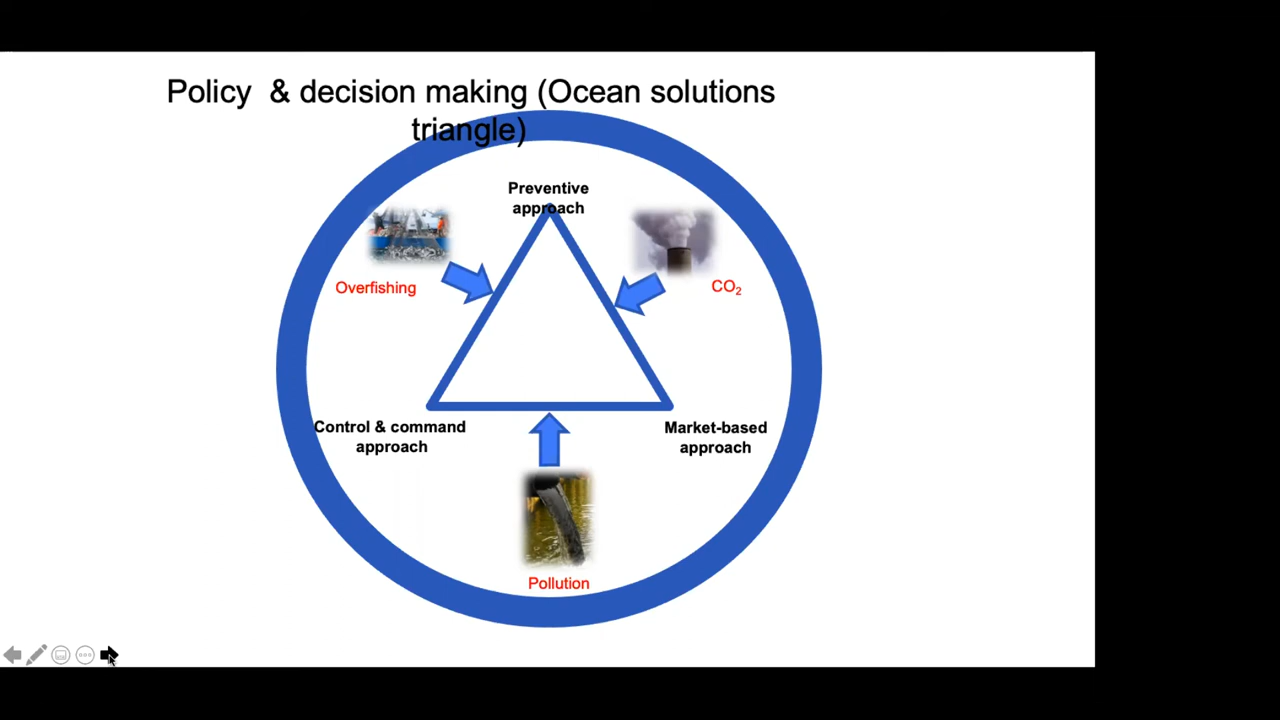 Policy & decision making (Ocean solutions
triangle)
Preventive
approach
Overfishing
CO₂
Control & command
approach
Market-based
approach
Pollution